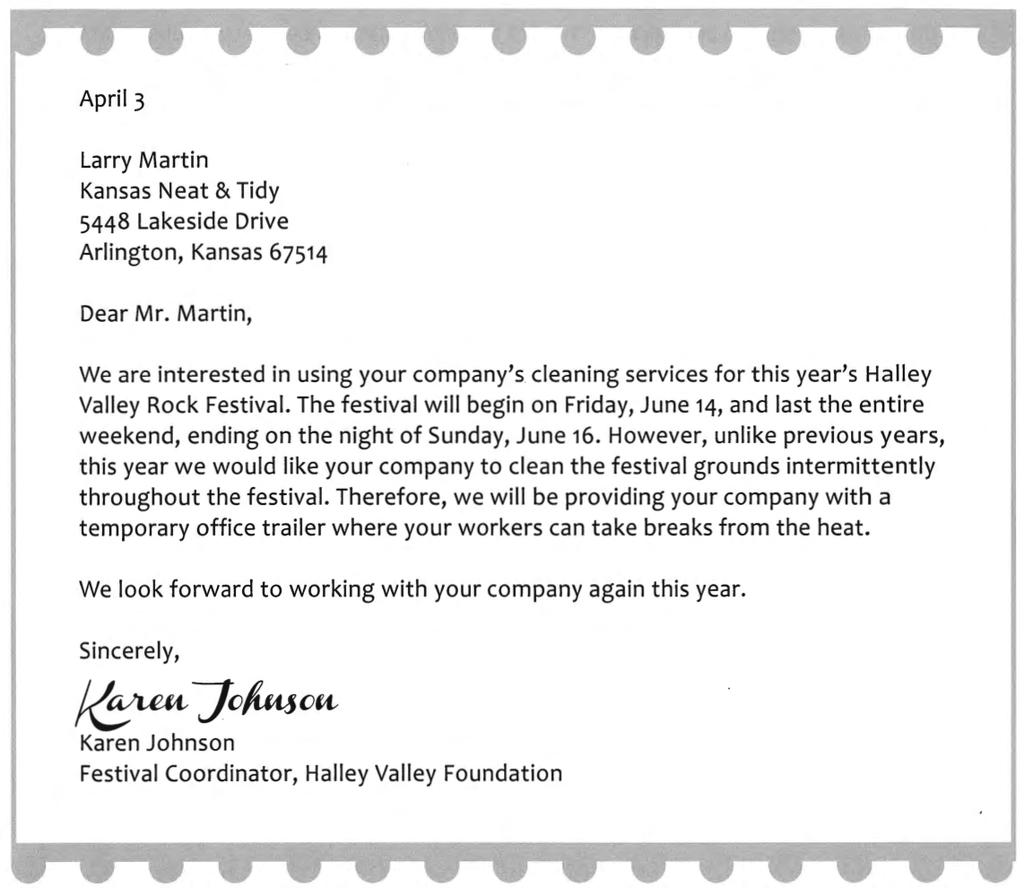 April 3
Larry Martin
Kansas Neat & Tidy
5448 Lakeside Drive
Arlington, Kansas 67514
Dear Mr. Martin,
We are interested in using your company's cleaning services for this year's Halley
Valley Rock Festival. The festival will begin on Friday, June 14, and last the entire
weekend, ending on the night of Sunday, June 16. However, unlike previous years,
this year we would like your company to clean the festival grounds intermittently
throughout the festival. Therefore, we will be providing your company with a
temporary office trailer where your workers can take breaks from the heat.
We look forward to working with your company again this year.
Sincerely,
Karen Johnson
Karen Johnson
Festival Coordinator, Halley Valley Foundation